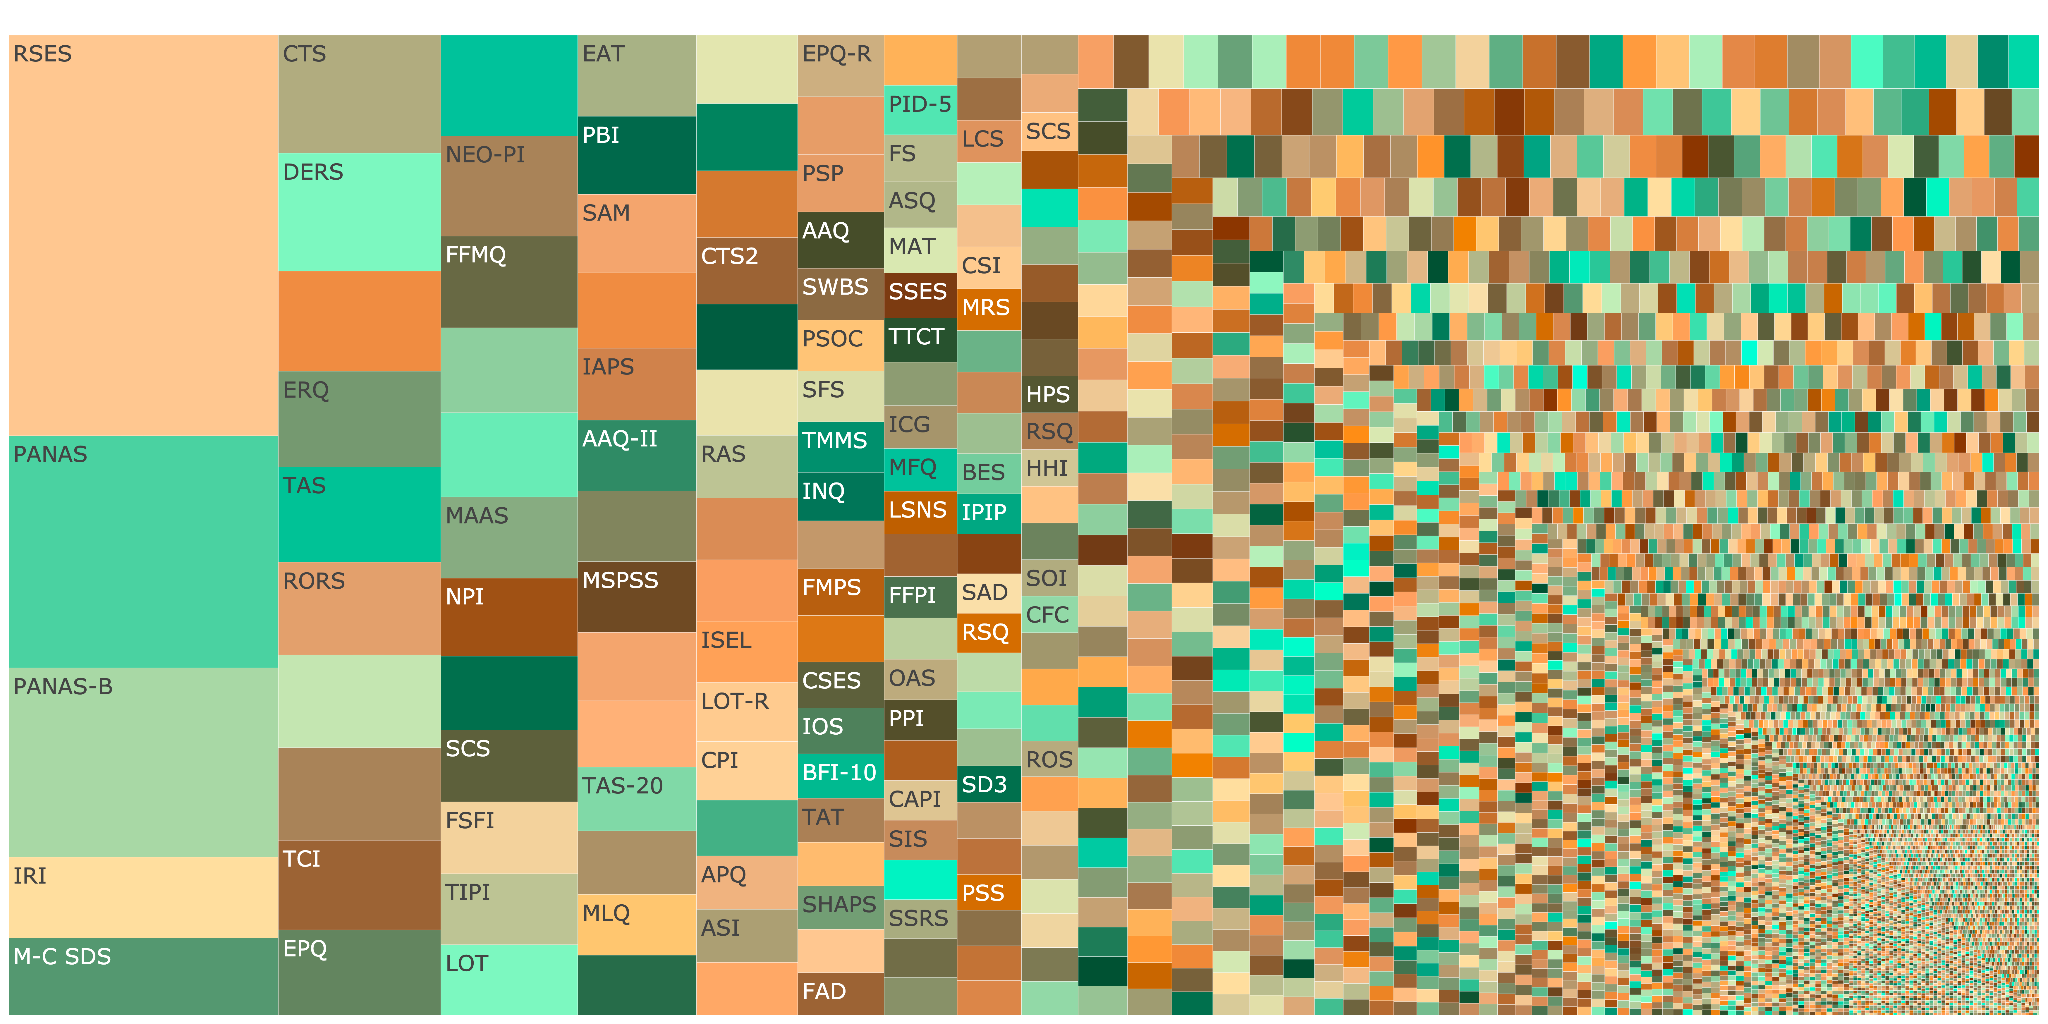 RSES
PANAS
PANAS-B
IRI
M-C SDS
CTS
DERS
ERQ
TAS
RORS
TCI
EPQ
NEO-PI
FFMQ
MAAS
NPI
SCS
FSFI
TIPI
LOT
EAT
PBI
SAM
IAPS
AAQ-II
MSPSS
TAS-20
MLQ
CTS2
RAS
ISEL
LOT-R
CPI
APQ
ASI
EPQ-R
PSP
AAQ
SWBS
PSOC
SFS
TMMS
INQ
FMPS
CSES
IOS
BFI-10
TAT
SHAPS
FAD
PID-5
FS
ASQ
MAT
SSES
TTCT
ICG
MFQ
LSNS
FFPI
OAS
PPI
CAPI
SIS
SSRS
LCS
CSI
MRS
BES
IPIP
SAD
RSQ
SD3
PSS
SCS
HPS
RSQ
HHI
SOI
CFC
ROS